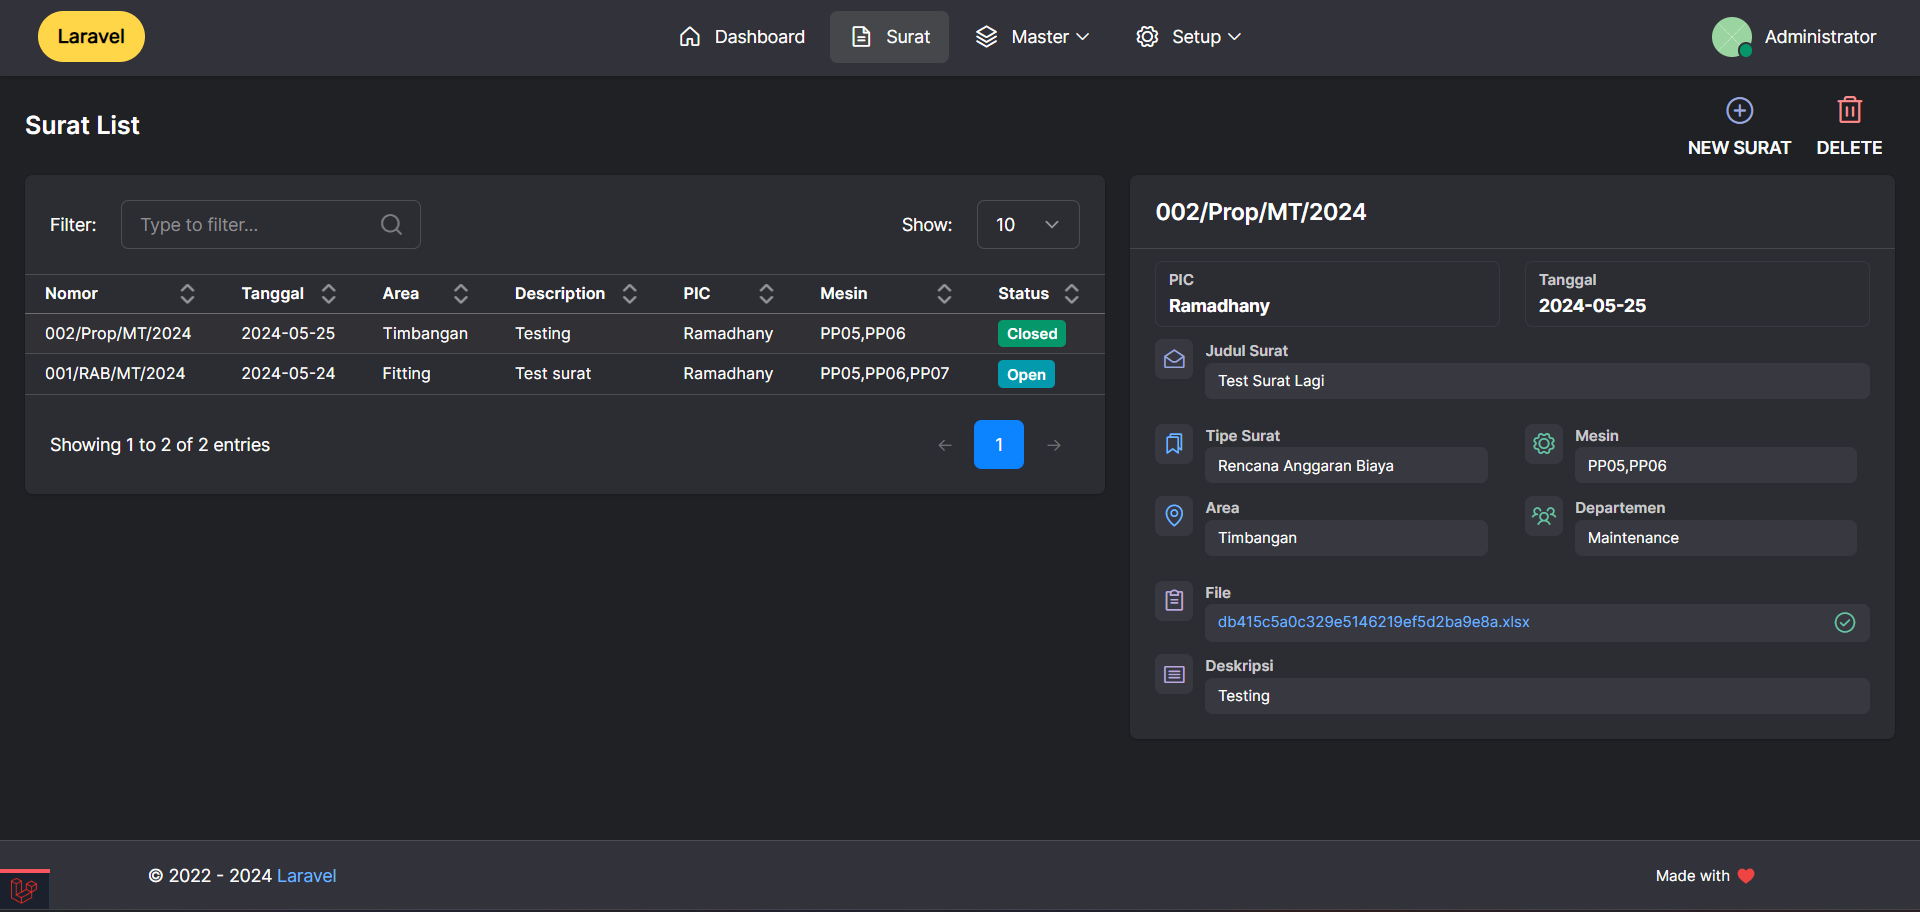 Laravel
Dashboard
Surat
Master
Setup
Administrator
Surat List
NEW SURAT
DELETE
Filter:
Type to filter...
Show:
10
Nomor Tanggal Area Description PIC Mesin Status
002/Prop/MT/2024 2024-05-25 Timbangan Testing Ramadhany PP05,PP06 Closed
001/RAB/MT/2024 2024-05-24 Fitting Test surat Ramadhany PP05,PP06,PP07 Open
Showing 1 to 2 of 2 entries
← 1 →
002/Prop/MT/2024
PIC
Ramadhany
Tanggal
2024-05-25
Judul Surat
Test Surat Lagi
Tipe Surat
Rencana Anggaran Biaya
Mesin
PP05,PP06
Area
Timbangan
Departemen
Maintenance
File
db415c5a0c329e5146219ef5d2ba9e8a.xlsx
Deskripsi
Testing
© 2022 - 2024 Laravel
Made with ❤️